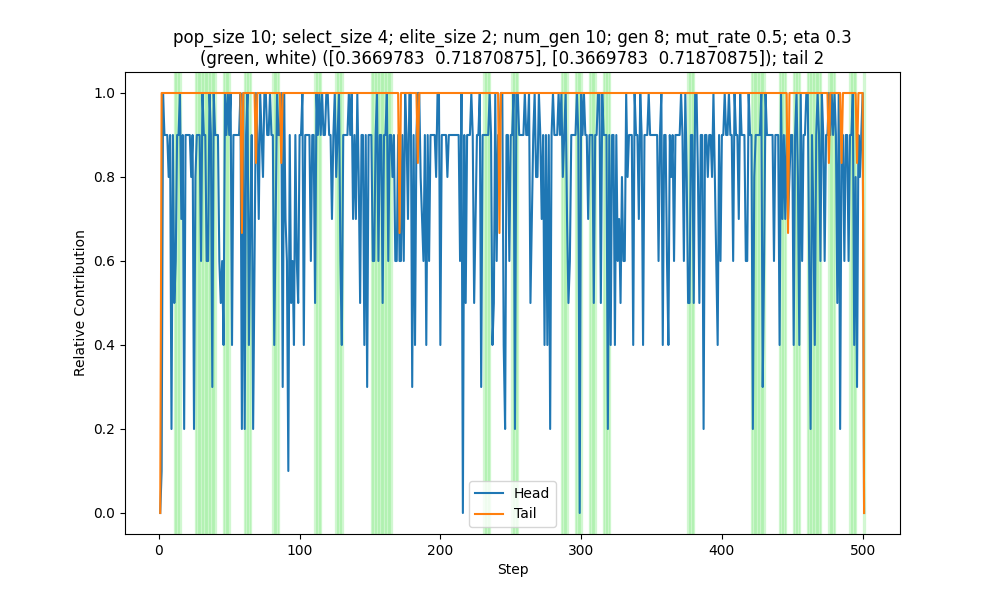 pop_size 10; select_size 4; elite_size 2; num_gen 10; gen 8; mut_rate 0.5; eta 0.3
(green, white) ([0.3669783  0.71870875], [0.3669783  0.71870875]); tail 2
1.0
0.8
0.6
0.4
0.2
0.0
Relative Contribution
Head
Tail
0
100
200
300
400
500
Step